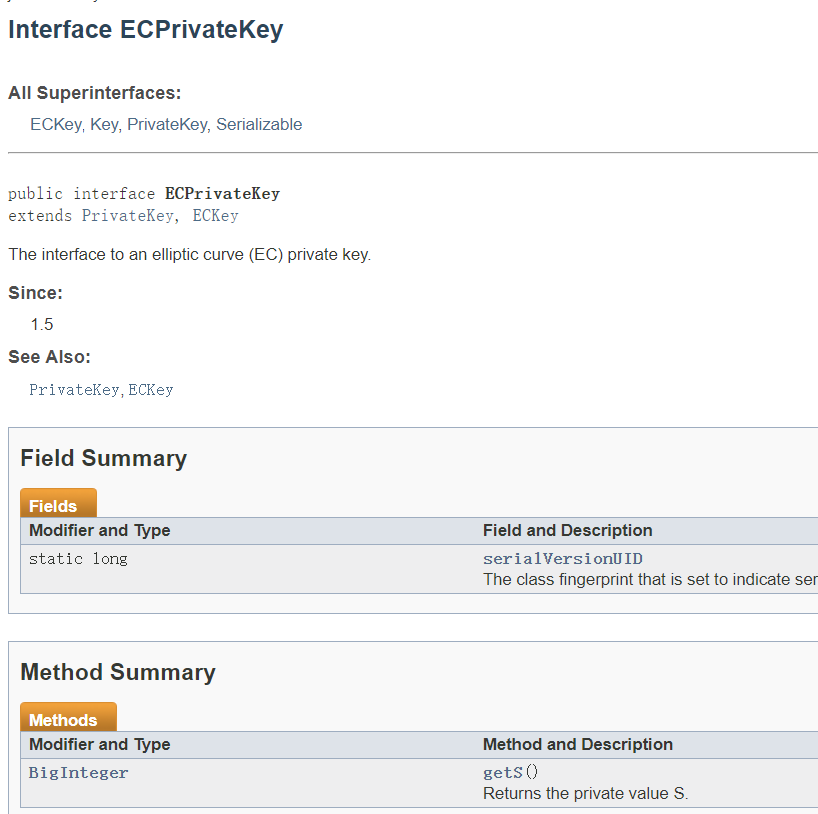 Interface ECPrivateKey
All Superinterfaces:
ECKey, Key, PrivateKey, Serializable
public interface ECPrivateKey
extends PrivateKey, ECKey
The interface to an elliptic curve (EC) private key.
Since:
1.5
See Also:
PrivateKey, ECKey
Field Summary
Fields
Modifier and Type Field and Description
static long serialVersionUID
The class fingerprint that is set to indicate ser
Method Summary
Methods
Modifier and Type Method and Description
BigInteger getS()
Returns the private value S.